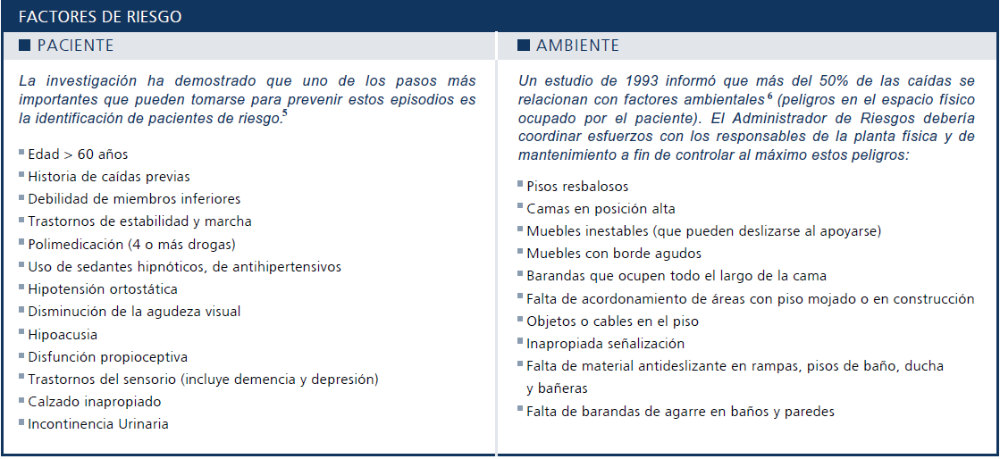 FACTORES DE RIESGO
PACIENTE
La investigación ha demostrado que uno de los pasos más
importantes que pueden tomarse para prevenir estos episodios es
la identificación de pacientes de riesgo.5
Edad > 60 años
Historia de caídas previas
Debilidad de miembros inferiores
Trastornos de estabilidad y marcha
Polimedicación (4 o más drogas)
Uso de sedantes hipnóticos, de antihipertensivos
Hipotensión ortostática
Disminución de la agudeza visual
Hipoacusia
Disfunción propioceptiva
Trastornos del sensorio (incluye demencia y depresión)
Calzado inapropiado
Incontinencia Urinaria
AMBIENTE
Un estudio de 1993 informó que más del 50% de las caídas se
relacionan con factores ambientales 6 (peligros en el espacio físico
ocupado por el paciente). El Administrador de Riesgos debería
coordinar esfuerzos con los responsables de la planta física y de
mantenimiento a fin de controlar al máximo estos peligros:
Pisos resbalosos
Camas en posición alta
Muebles inestables (que pueden deslizarse al apoyarse)
Muebles con borde agudos
Barandas que ocupen todo el largo de la cama
Falta de acordonamiento de áreas con piso mojado o en construcción
Objetos o cables en el piso
Inapropiada señalización
Falta de material antideslizante en rampas, pisos de baño, ducha
y bañeras
Falta de barandas de agarre en baños y paredes